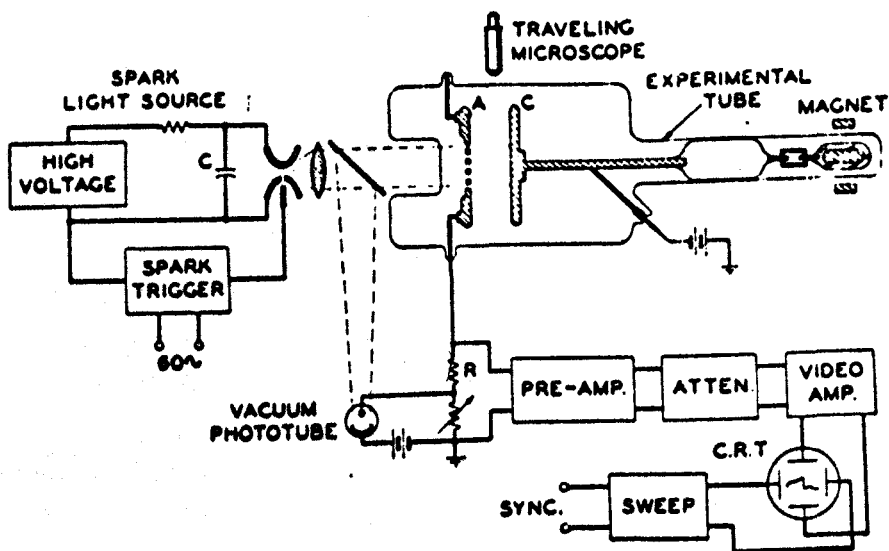 TRAVELING
MICROSCOPE
SPARK
LIGHT SOURCE
EXPERIMENTAL
TUBE
MAGNET
A
C
HIGH
VOLTAGE
C
SPARK
TRIGGER
60~
R
PRE-AMP.
ATTEN.
VIDEO
AMP.
VACUUM
PHOTOTUBE
C.R.T
SYNC.
SWEEP